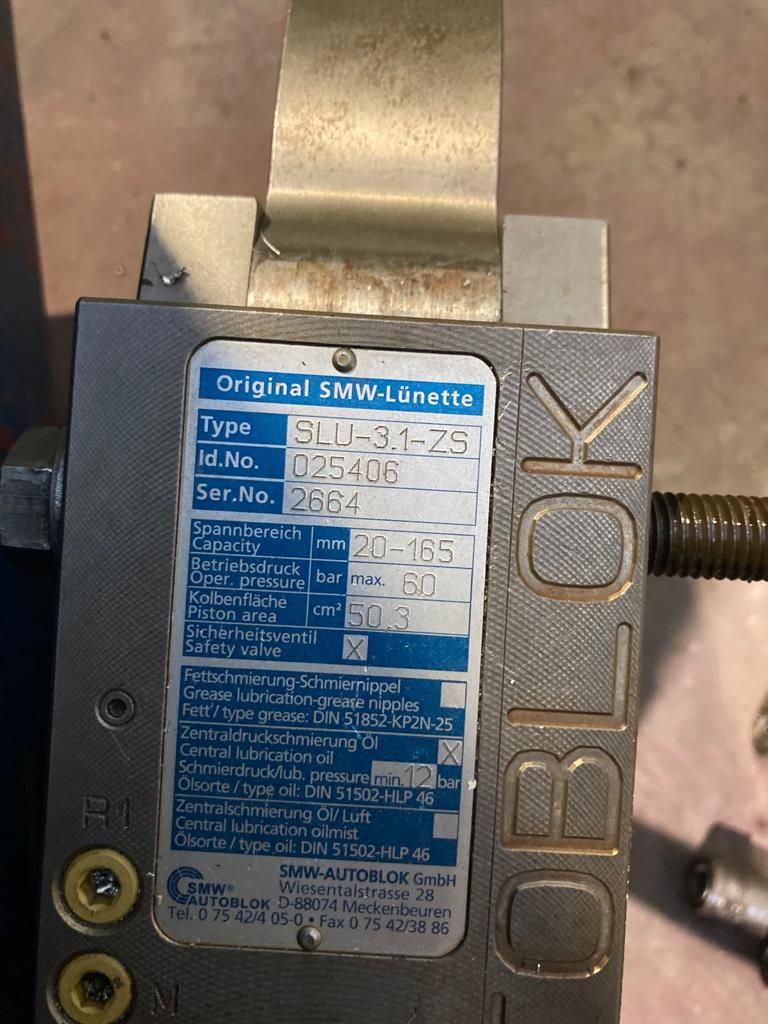 Original SMW-Lünette
Type SLU-3.1-ZS
Id.No. 025406
Ser.No. 2664
Spannbereich
Capacity mm 20-165
Betriebsdruck
Oper. pressure bar max. 60
Kolbenfläche
Piston area cm² 50.3
Sicherheitsventil
Safety valve X
Fettschmierung-Schmiernippel
Grease lubrication-grease nipples
Fett/type grease: DIN 51852-KP2N-25
Zentraldruckschmierung Öl
Central lubrication oil X
Schmierdruck/lub. pressure min. 12 bar
Ölsorte / type oil: DIN 51502-HLP 46
Zentralschmierung Öl/ Luft
Central lubrication oilmist
Ölsorte / type oil: DIN 51502-HLP 46
SMW®
AUTOBLOK
SMW-AUTOBLOK GmbH
Wiesentalstrasse 28
D-88074 Meckenbeuren
Tel. 0 75 42/4 05-0 • Fax 0 75 42/38 86
R1
M
OBLOK